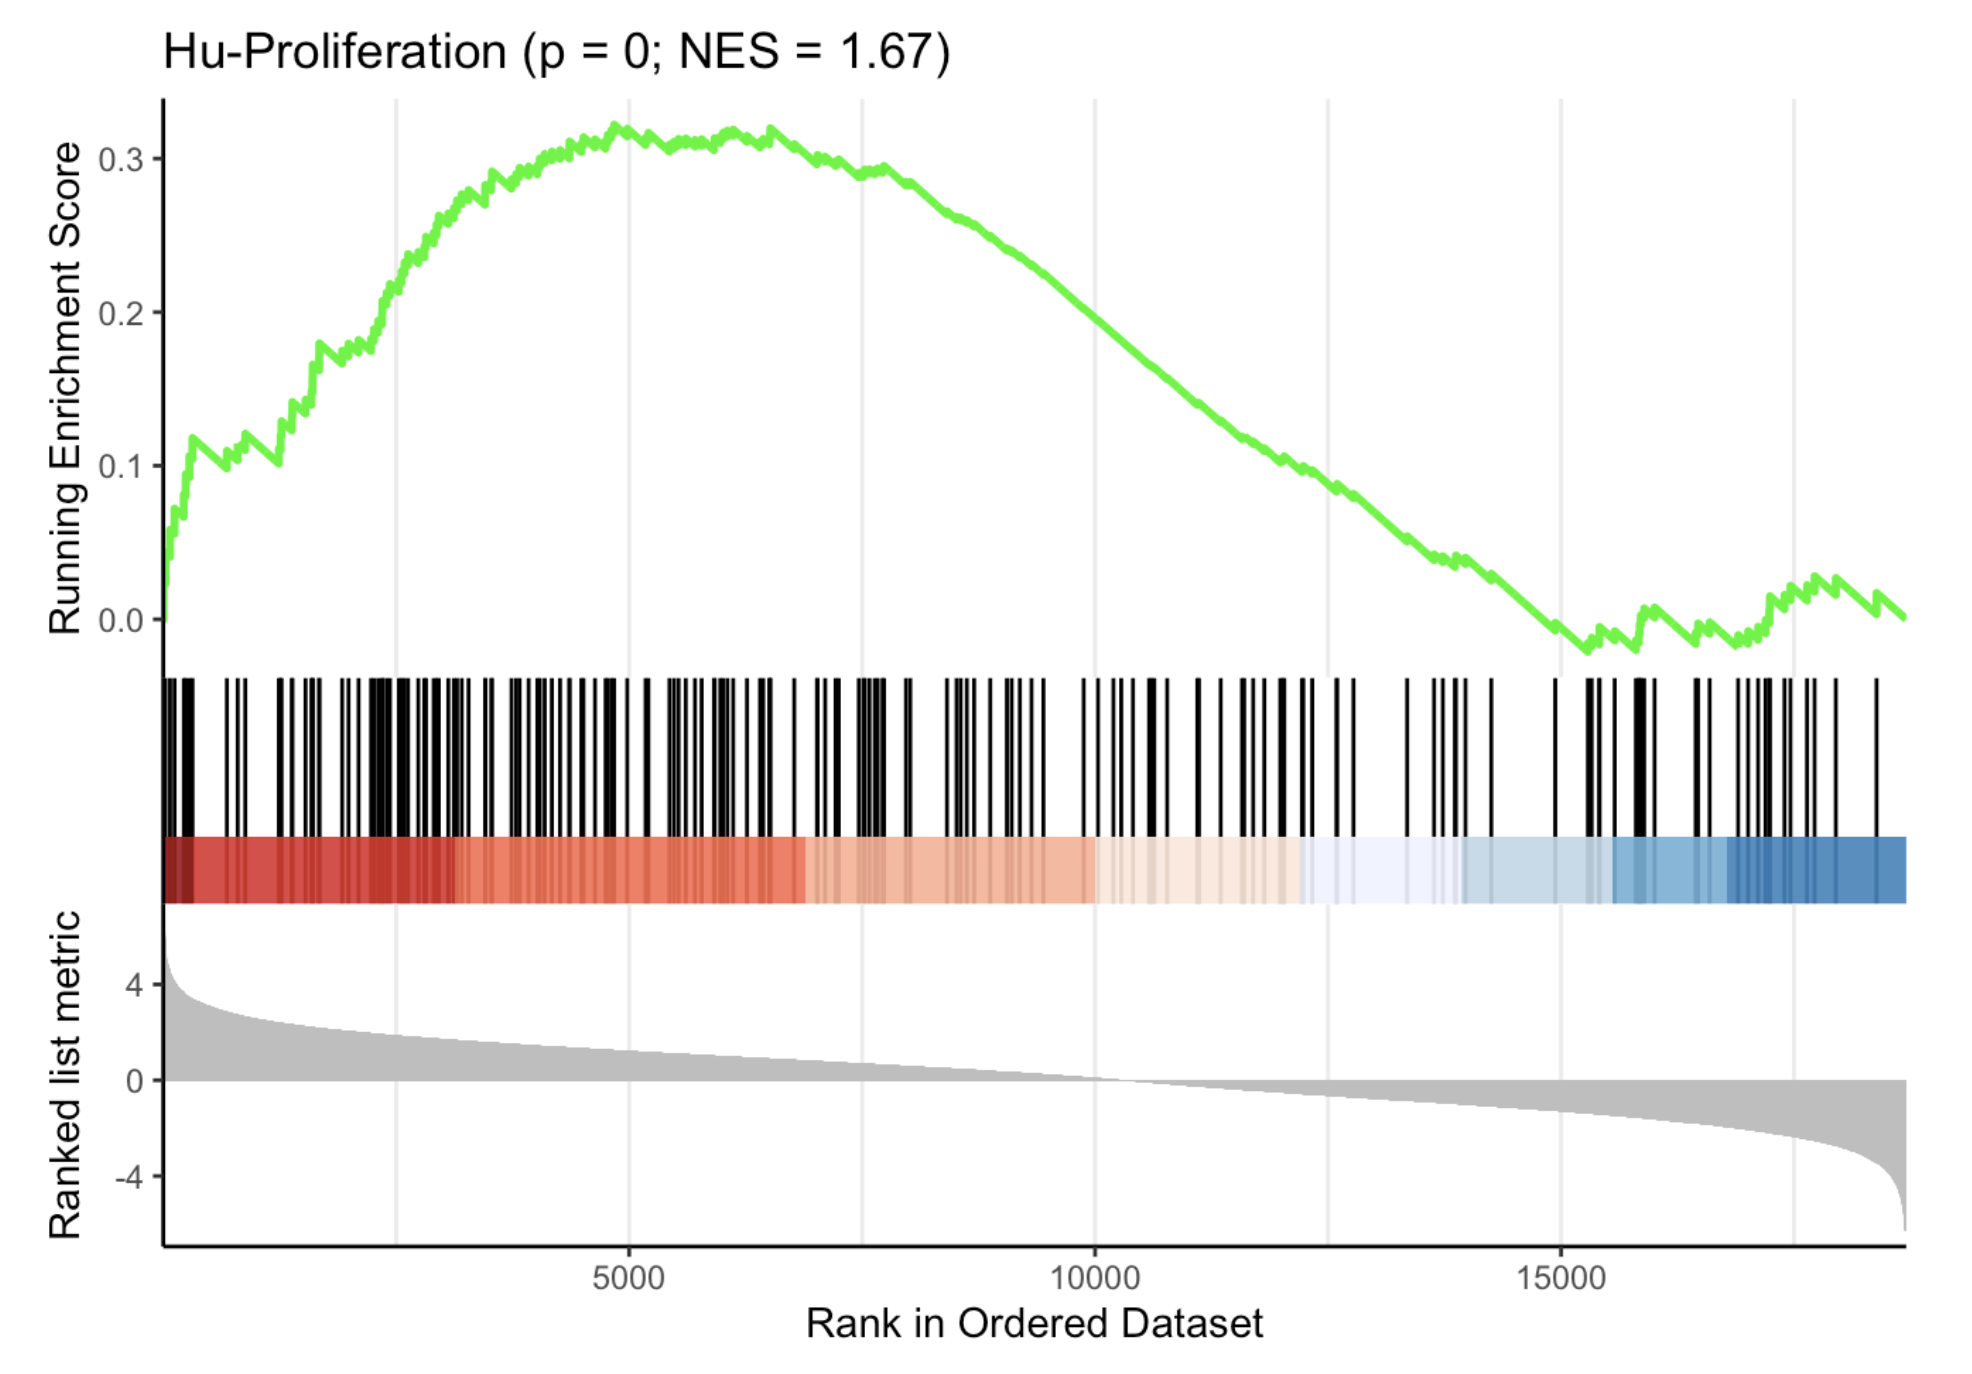 Hu-Proliferation (p = 0; NES = 1.67)
Running Enrichment Score
0.3
0.2
0.1
0.0
Ranked list metric
4
0
-4
5000 10000 15000
Rank in Ordered Dataset